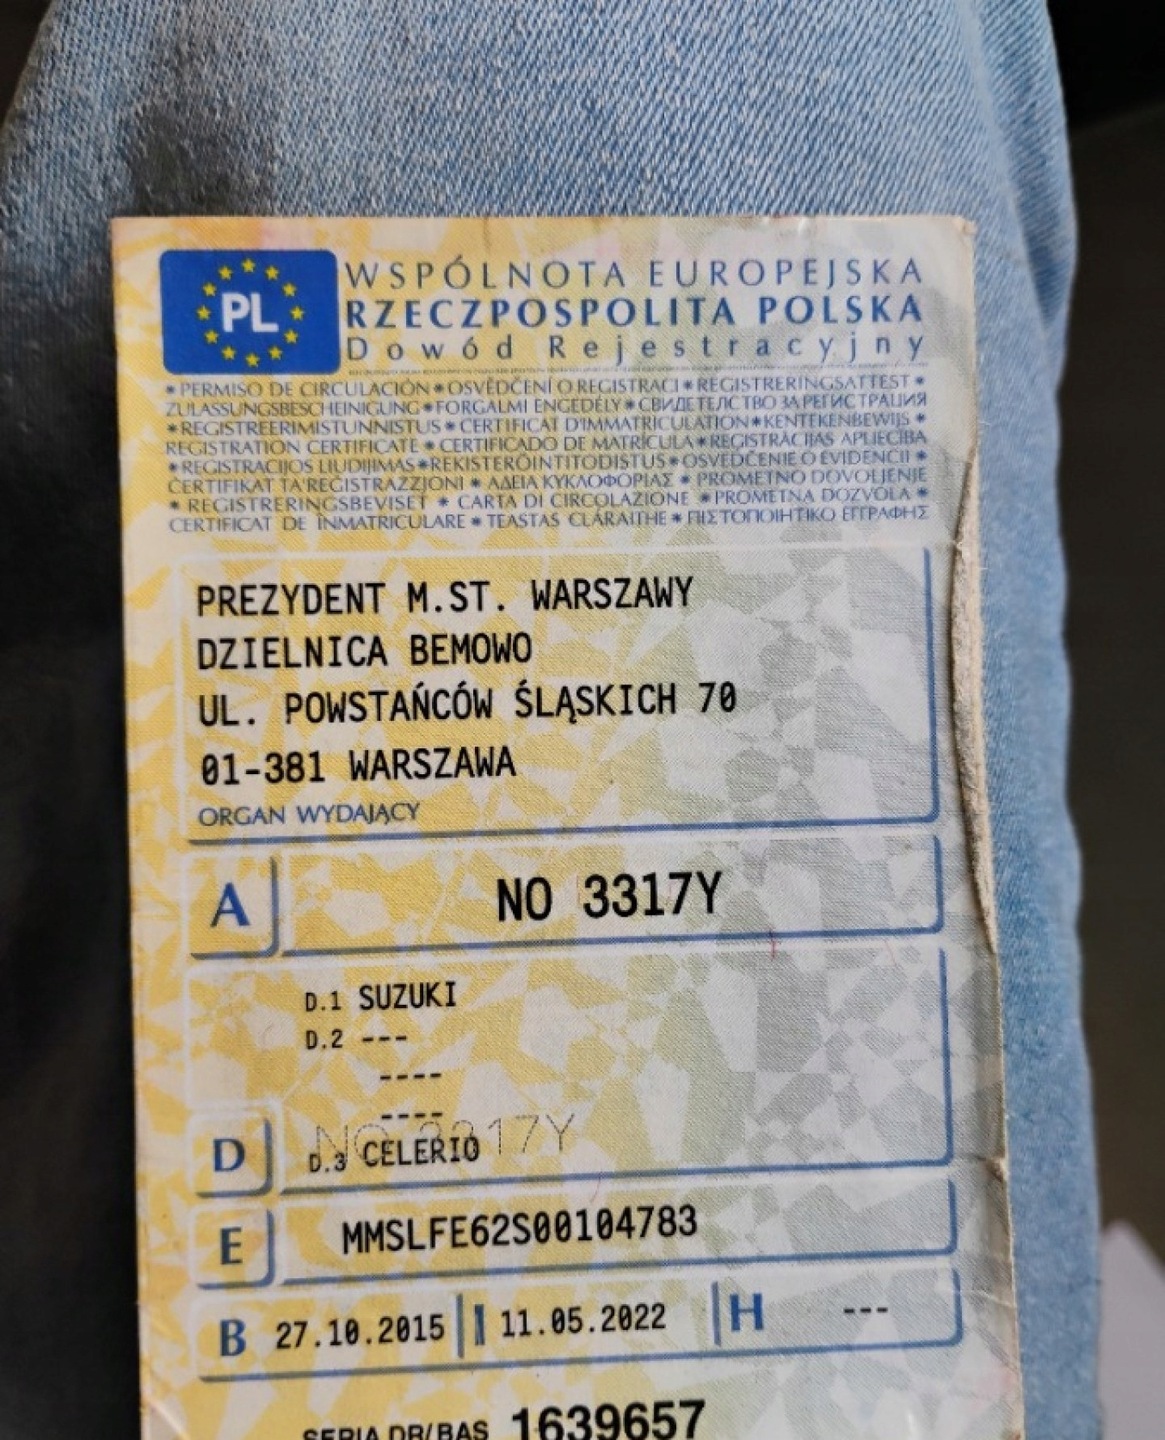 PL
WSPÓLNOTA EUROPEJSKA
RZECZPOSPOLITA POLSKA
Dowód Rejestracyjny
* PERMISO DE CIRCULACIÓN * OSVĚDČENÍ O REGISTRACI * REGISTRERINGSATTEST *
ZULASSUNGSBESCHEINIGUNG * FORGALMI ENGEDÉLY * СВИДЕТЕЛСТВО ЗА РЕГИСТРАЦИЯ
* REGISTREERIMISTUNNISTUS * CERTIFICAT D'IMMATRICULATION * KENTEKENBEWIJS *
REGISTRATION CERTIFICATE * CERTIFICADO DE MATRÍCULA * REGISTRĀCIJAS APLIECĪBA
* REGISTRACIJOS LIUDIJIMAS * REKISTERÖINTITODISTUS * OSVEDČENIE O EVIDENCII *
ĊERTIFIKAT TA'REĠISTRAZZJONI * ΑΔΕΙΑ ΚΥΚΛΟΦΟΡΙΑΣ * PROMETNO DOVOLJENJE
* REGISTRERINGSBEVISET * CARTA DI CIRCOLAZIONE * PROMETNA DOZVOLA *
CERTIFICAT DE ÎNMATRICULARE * TEASTAS CLÁRAITHE * ΠΙΣΤΟΠΟΙΗΤΙΚΟ ΕΓΓΡΑΦΗΣ
PREZYDENT M.ST. WARSZAWY
DZIELNICA BEMOWO
UL. POWSTAŃCÓW ŚLĄSKICH 70
01-381 WARSZAWA
ORGAN WYDAJĄCY
A NO 3317Y
D.1 SUZUKI
D.2 ---
----
----
NO 3317Y
D D.3 CELERIO
E MMSLFE62S00104783
B 27.10.2015 I 11.05.2022 H ---
SERIA DR/BAS 1639657